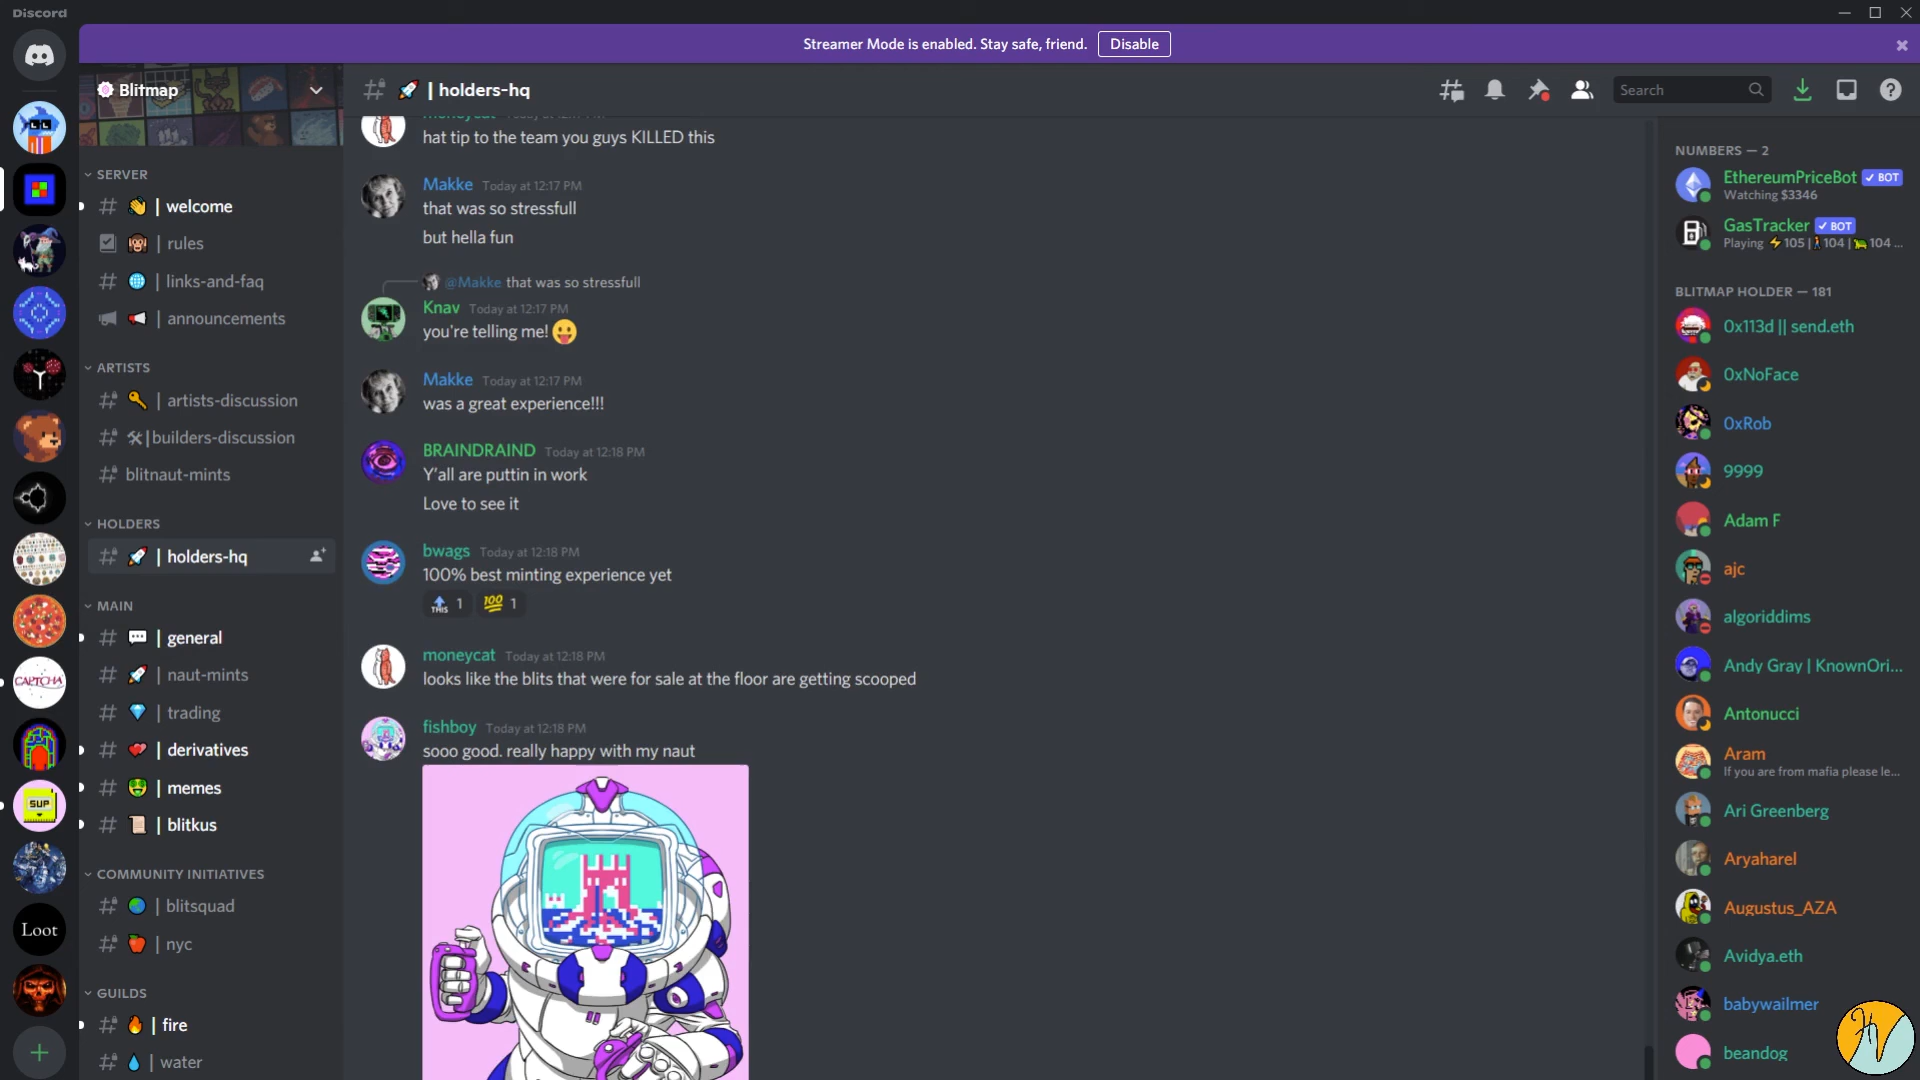 Discord
Streamer Mode is enabled. Stay safe, friend.
Disable
Blitmap
| holders-hq
Search
SERVER
| welcome
| rules
| links-and-faq
| announcements
ARTISTS
| artists-discussion
|builders-discussion
blitnaut-mints
HOLDERS
| holders-hq
MAIN
| general
| naut-mints
| trading
| derivatives
| memes
| blitkus
COMMUNITY INITIATIVES
| blitsquad
| nyc
GUILDS
| fire
| water
CAPTCHA
SUP
Loot
hat tip to the team you guys KILLED this
Makke Today at 12:17 PM
that was so stressfull
but hella fun
@Makke that was so stressfull
Knav Today at 12:17 PM
you're telling me! 😛
Makke Today at 12:17 PM
was a great experience!!!
BRAINDRAIND Today at 12:18 PM
Y'all are puttin in work
Love to see it
bwags Today at 12:18 PM
100% best minting experience yet
THIS 1 100 1
moneycat Today at 12:18 PM
looks like the blits that were for sale at the floor are getting scooped
fishboy Today at 12:18 PM
sooo good. really happy with my naut
NUMBERS — 2
EthereumPriceBot ✓ BOT
Watching $3346
GasTracker ✓ BOT
Playing ⚡105 |🚶104 |🐢104 ...
BLITMAP HOLDER — 181
0x113d || send.eth
0xNoFace
0xRob
9999
Adam F
ajc
algoriddims
Andy Gray | KnownOri...
Antonucci
Aram
If you are from mafia please le...
Ari Greenberg
Aryaharel
Augustus_AZA
Avidya.eth
babywailmer
beandog